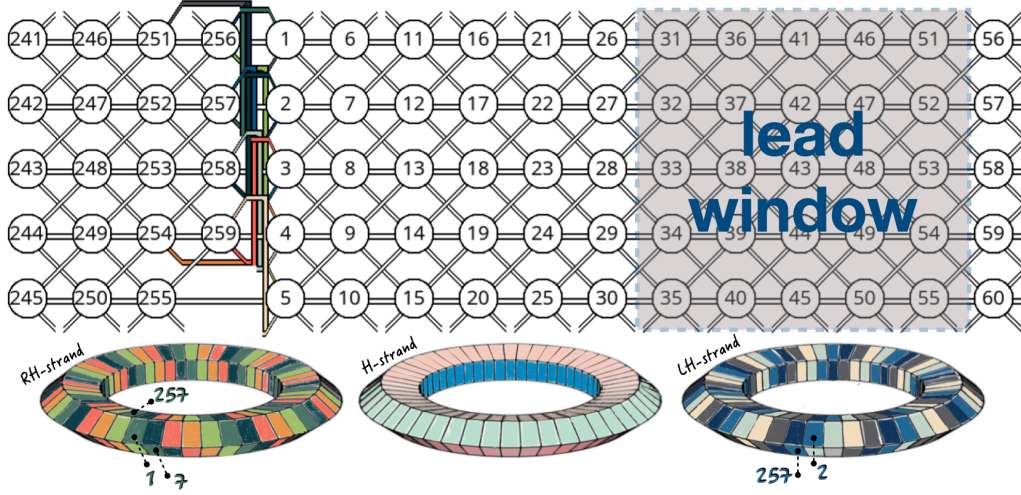 241 246 251 256 1 6 11 16 21 26 31 36 41 46 51 56
242 247 252 257 2 7 12 17 22 27 32 37 42 47 52 57
lead
243 248 253 258 3 8 13 18 23 28 33 38 43 48 53 58
window
244 249 254 259 4 9 14 19 24 29 34 39 44 49 54 59
245 250 255 5 10 15 20 25 30 35 40 45 50 55 60
RH-strand
257
1
7
H-strand
LH-strand
257
2